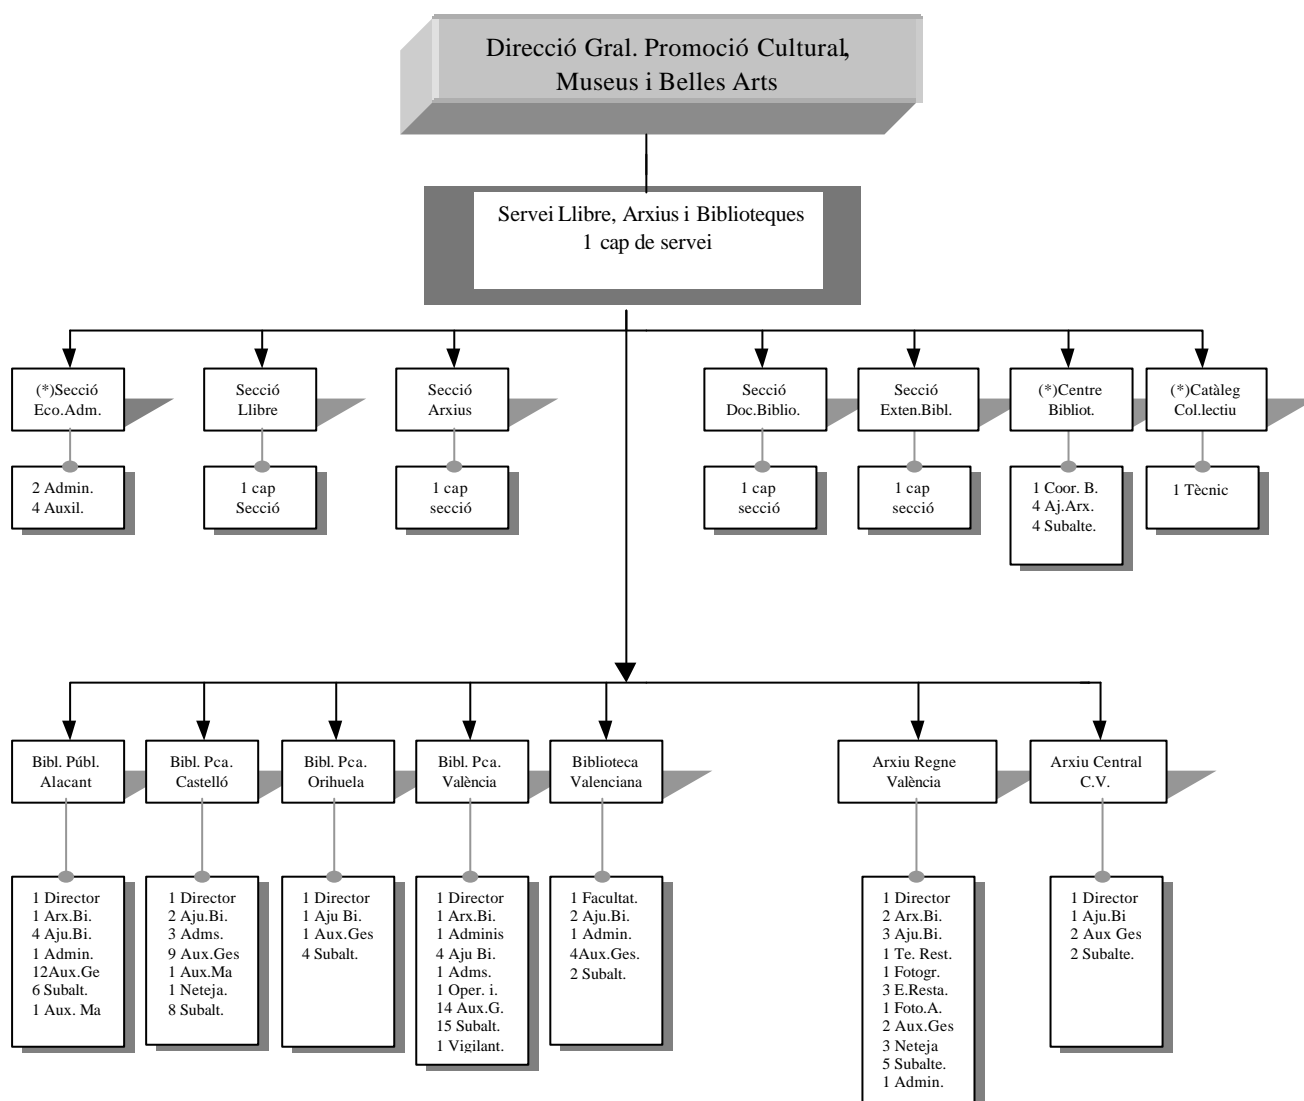 Direcció Gral. Promoció Cultural,
Museus i Belles Arts
Servei Llibre, Arxius i Biblioteques
1 cap de servei
(*)Secció
Eco.Adm.
2 Admin.
4 Auxil.
Secció
Llibre
1 cap
Secció
Secció
Arxius
1 cap
secció
Secció
Doc.Biblio.
1 cap
secció
Secció
Exten.Bibl.
1 cap
secció
(*)Centre
Bibliot.
1 Coor. B.
4 Aj.Arx.
4 Subalte.
(*)Catàleg
Col.lectiu
1 Tècnic
Bibl. Públ.
Alacant
1 Director
1 Arx.Bi.
4 Aju.Bi.
1 Admin.
12Aux.Ge
6 Subalt.
1 Aux. Ma
Bibl. Pca.
Castelló
1 Director
2 Aju.Bi.
3 Adms.
9 Aux.Ges
1 Aux.Ma
1 Neteja.
8 Subalt.
Bibl. Pca.
Orihuela
1 Director
1 Aju Bi.
1 Aux.Ges
4 Subalt.
Bibl. Pca.
València
1 Director
1 Arx.Bi.
1 Adminis
4 Aju Bi.
1 Adms.
1 Oper. i.
14 Aux.G.
15 Subalt.
1 Vigilant.
Biblioteca
Valenciana
1 Facultat.
2 Aju.Bi.
1 Admin.
4Aux.Ges.
2 Subalt.
Arxiu Regne
València
1 Director
2 Arx.Bi.
3 Aju.Bi.
1 Te. Rest.
1 Fotogr.
3 E.Resta.
1 Foto.A.
2 Aux.Ges
3 Neteja
5 Subalte.
1 Admin.
Arxiu Central
C.V.
1 Director
1 Aju.Bi
2 Aux Ges
2 Subalte.